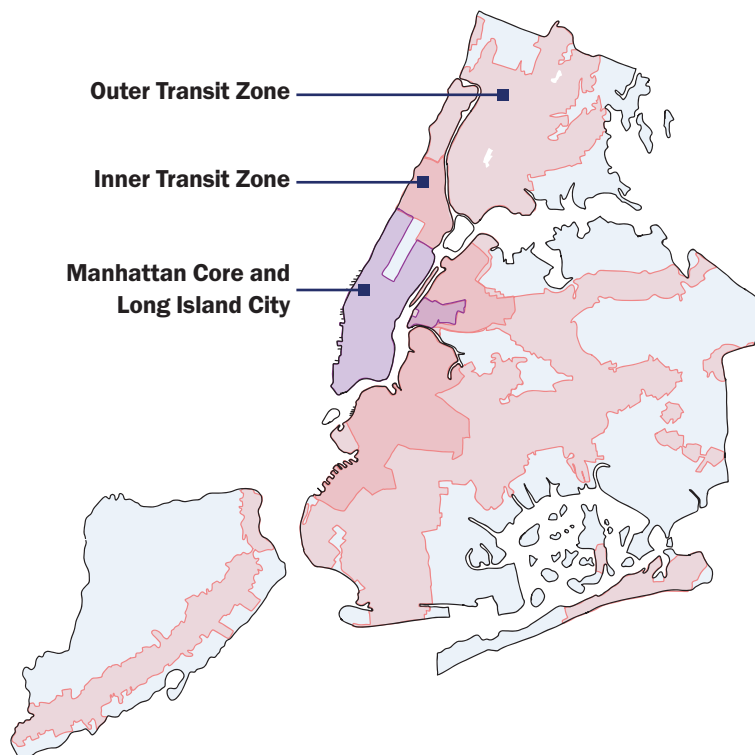 Outer Transit Zone
Inner Transit Zone
Manhattan Core and
Long Island City